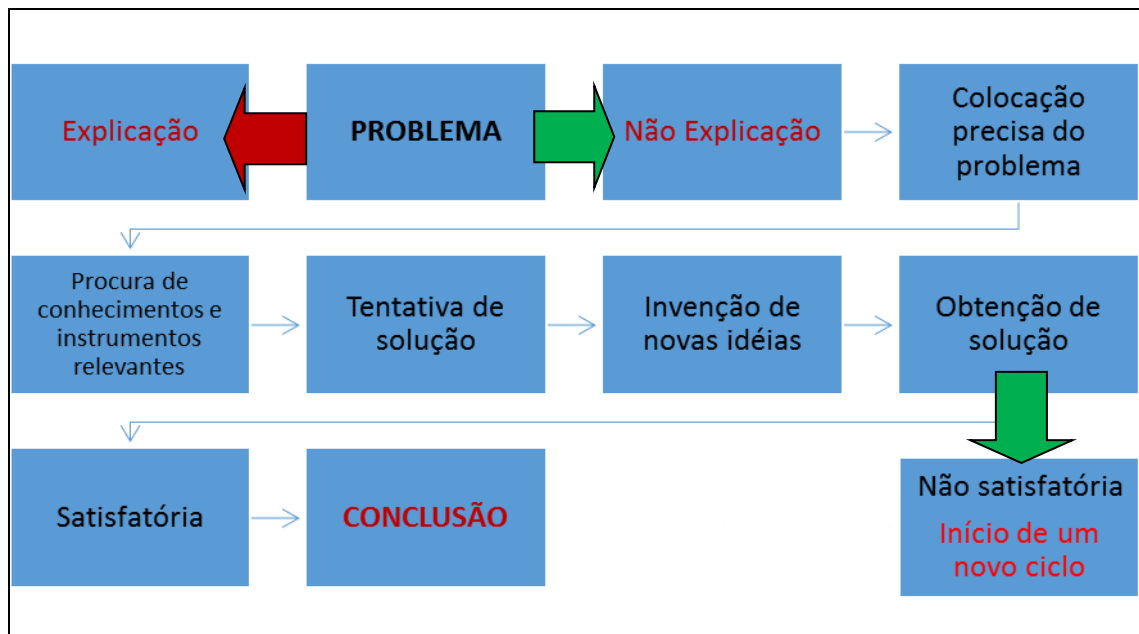 Explicação
PROBLEMA
Não Explicação
Colocação
precisa do
problema
Procura de
conhecimentos e
instrumentos
relevantes
Tentativa de
solução
Invenção de
novas idéias
Obtenção de
solução
Satisfatória
CONCLUSÃO
Não satisfatória
Início de um
novo ciclo